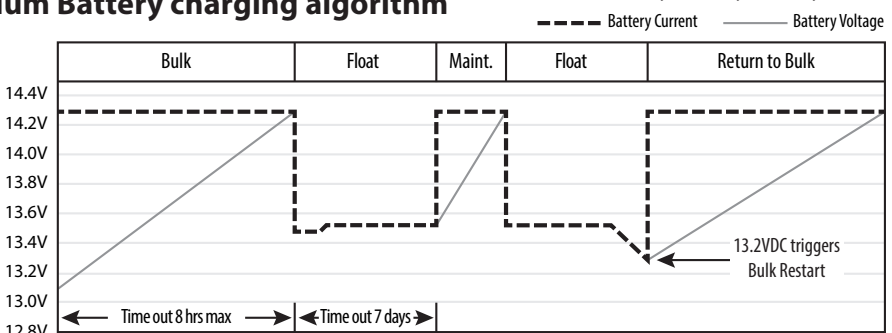 um Battery charging algorithm
Battery Current
Battery Voltage
Bulk
Float
Maint.
Float
Return to Bulk
14.4V
14.2V
14.0V
13.8V
13.6V
13.4V
13.2V
13.0V
12.8V
13.2VDC triggers
Bulk Restart
Time out 8 hrs max
Time out 7 days